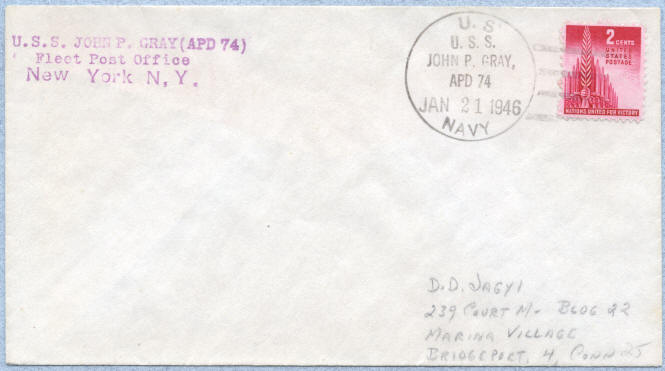 U.S.S. JOHN P. GRAY(APD 74)
Fleet Post Office
New York N,Y.
U.S
U.S.S.
JOHN P. GRAY,
APD 74
JAN 21 1946
NAVY
2 CENTS
UNITED
STATES
POSTAGE
NATIONS UNITED FOR VICTORY
D.D. JAGYI
239 COURT M- BLDG 22
MARINA VILLAGE
BRIDGEPORT, 4, CONN 25